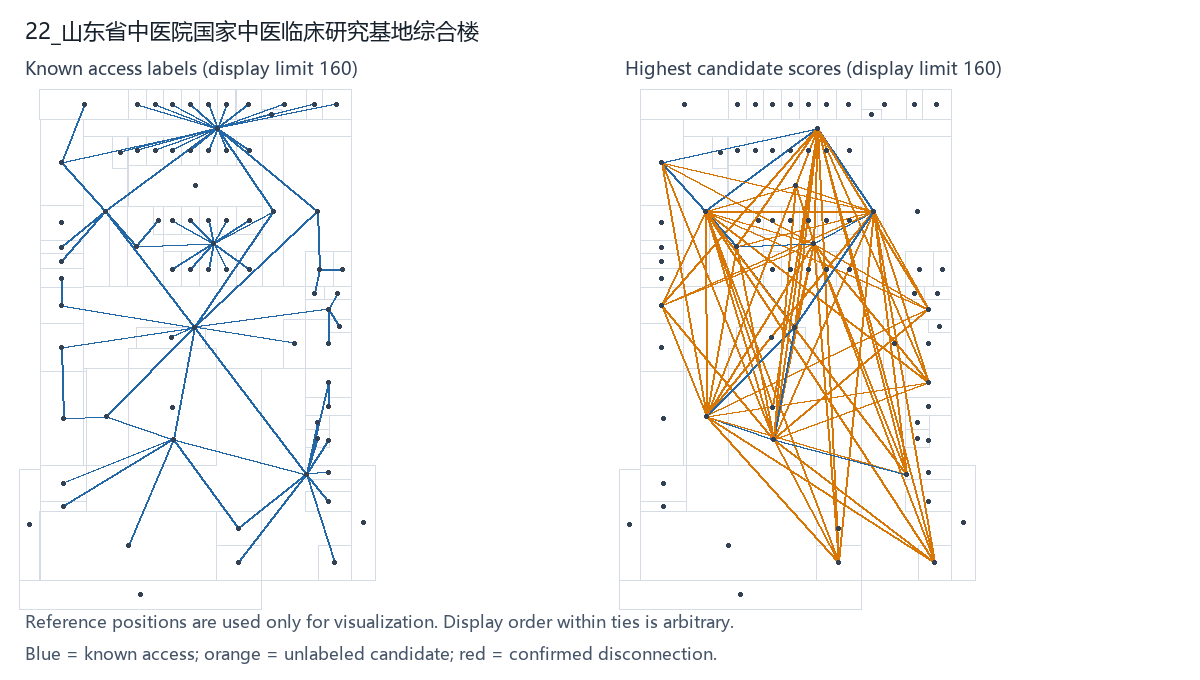 22_山东省中医院国家中医临床研究基地综合楼
Known access labels (display limit 160)
Highest candidate scores (display limit 160)
Reference positions are used only for visualization. Display order within ties is arbitrary.
Blue = known access; orange = unlabeled candidate; red = confirmed disconnection.